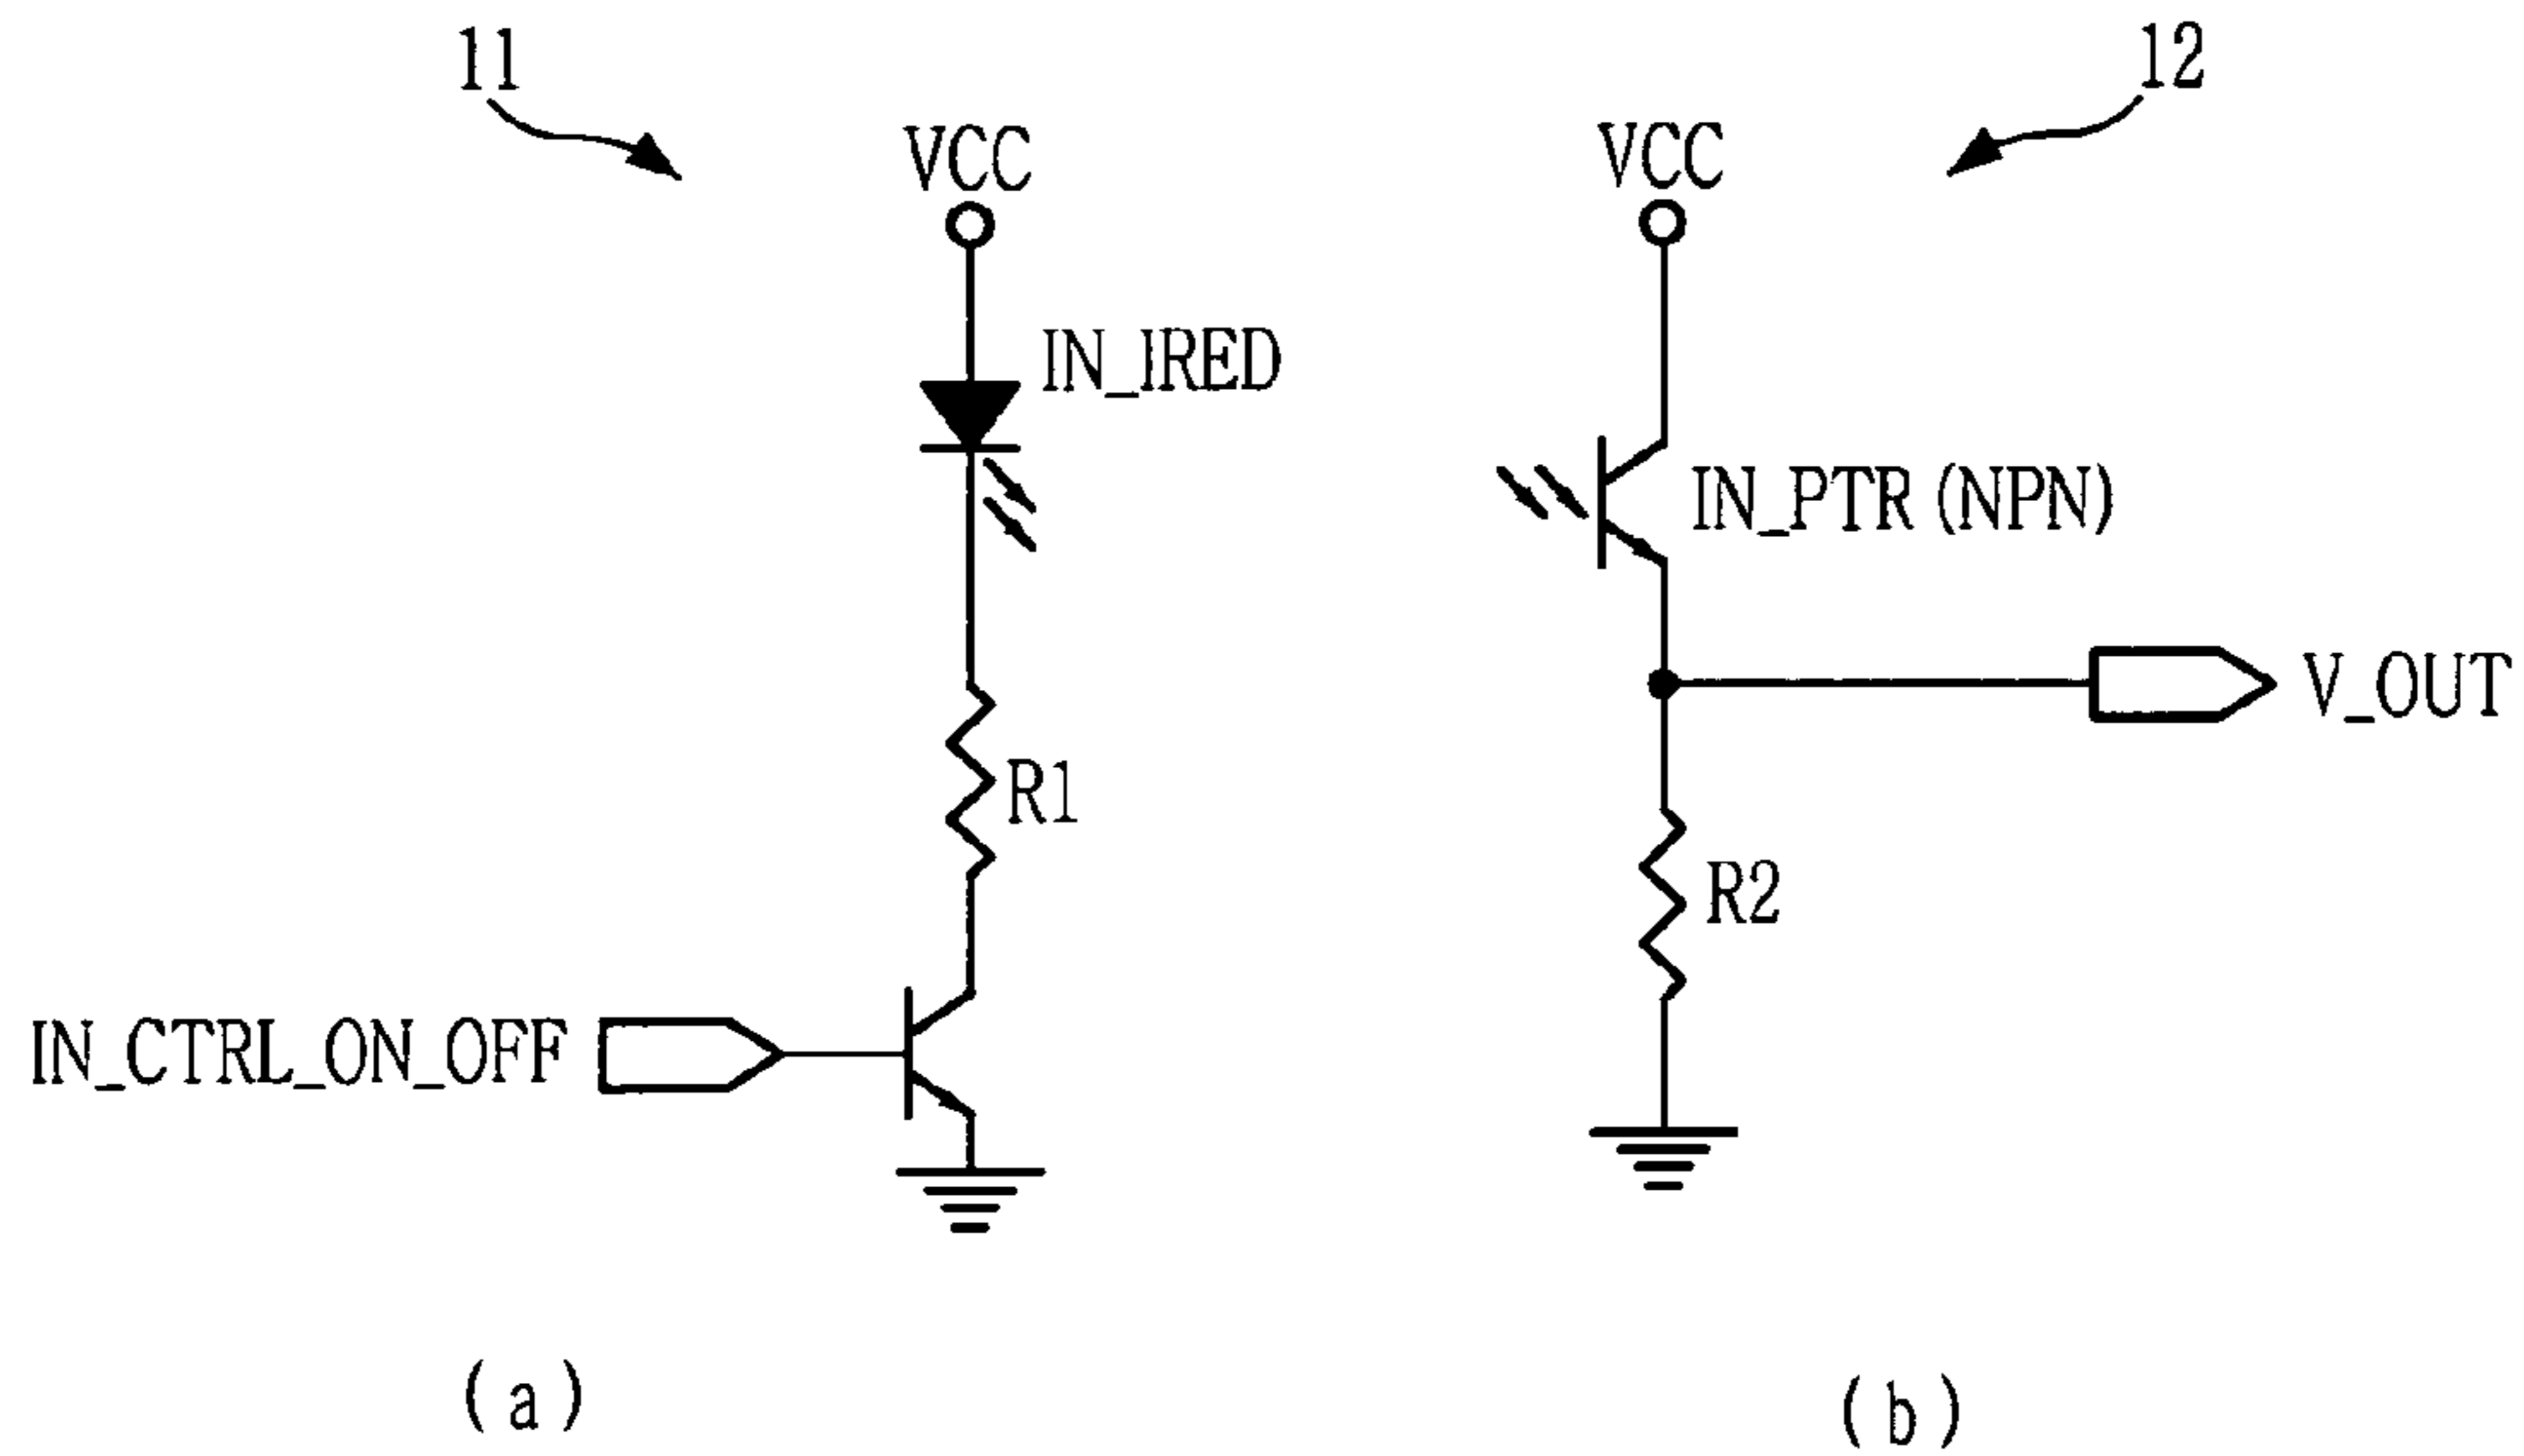 11
12
VCC
VCC
IN_IRED
IN_PTR (NPN)
V_OUT
R1
R2
IN_CTRL_ON_OFF
(a)
(b)